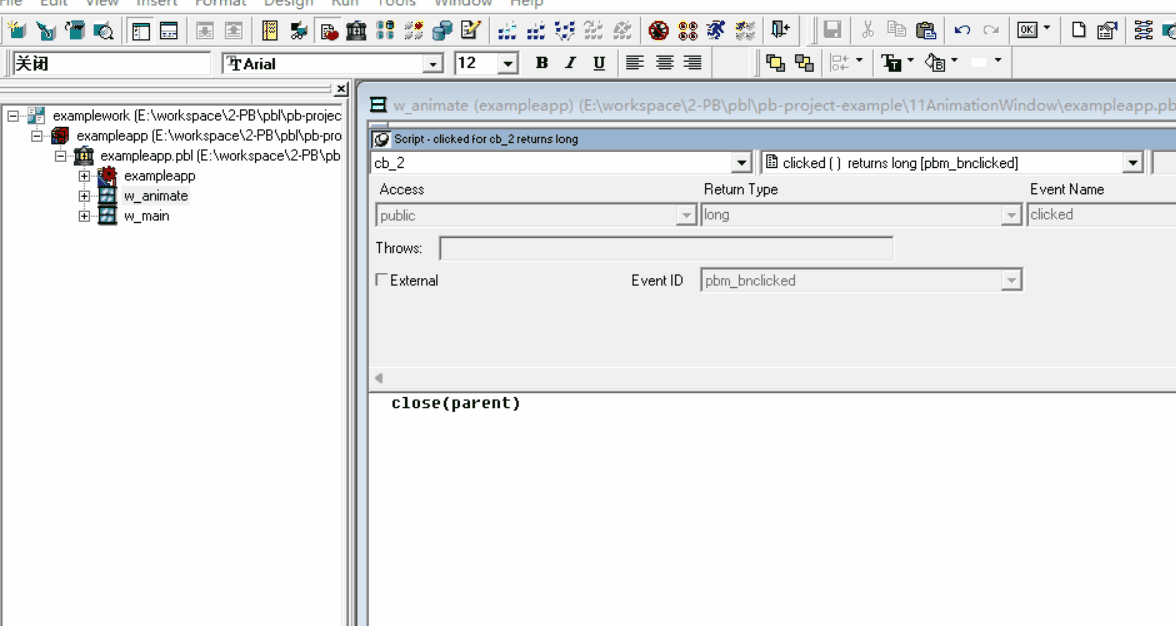 File Edit View Insert Format Design Run Tools Window Help
OK
关闭 Arial 12 B I U
examplework (E:\workspace\2-PB\pbl\pb-projec
exampleapp (E:\workspace\2-PB\pbl\pb-pro
exampleapp.pbl (E:\workspace\2-PB\pb
exampleapp
w_animate
w_main
w_animate (exampleapp) (E:\workspace\2-PB\pbl\pb-project-example\11AnimationWindow\exampleapp.pb
Script - clicked for cb_2 returns long
cb_2 clicked ( ) returns long [pbm_bnclicked]
Access Return Type Event Name
public long clicked
Throws:
External Event ID pbm_bnclicked
close(parent)